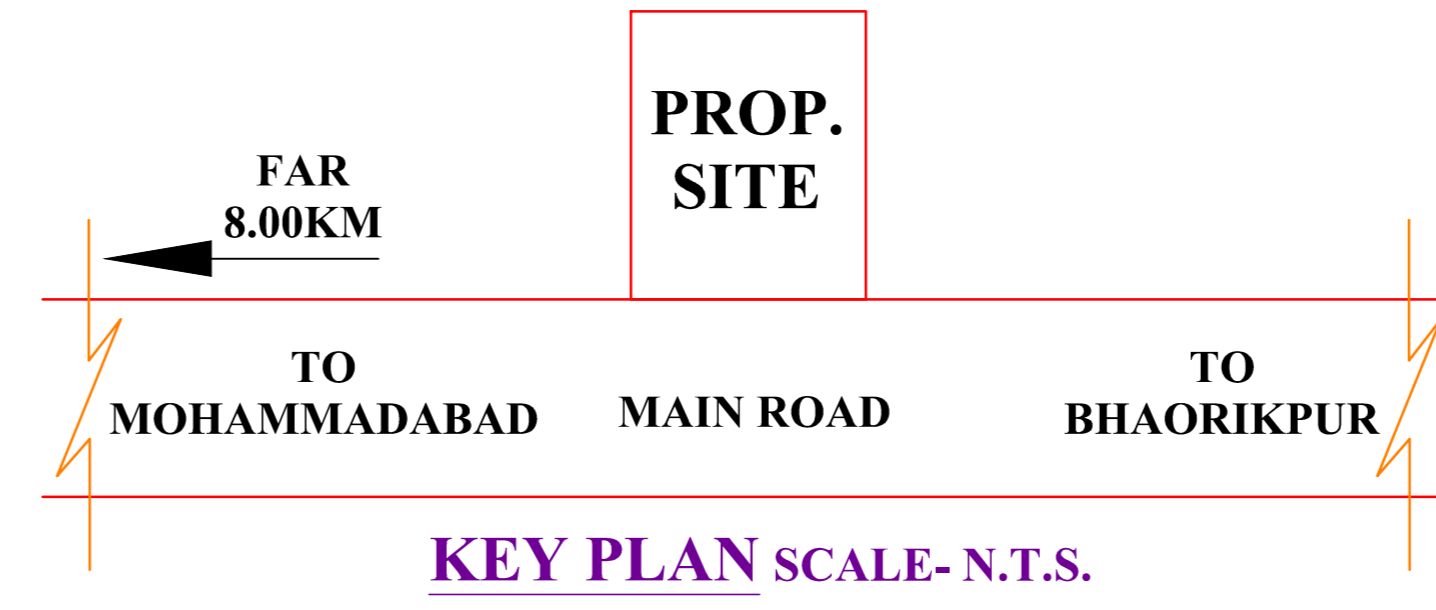 PROP.
SITE
FAR
8.00KM
TO
MOHAMMADABAD
MAIN ROAD
TO
BHAORIKPUR
KEY PLAN SCALE- N.T.S.